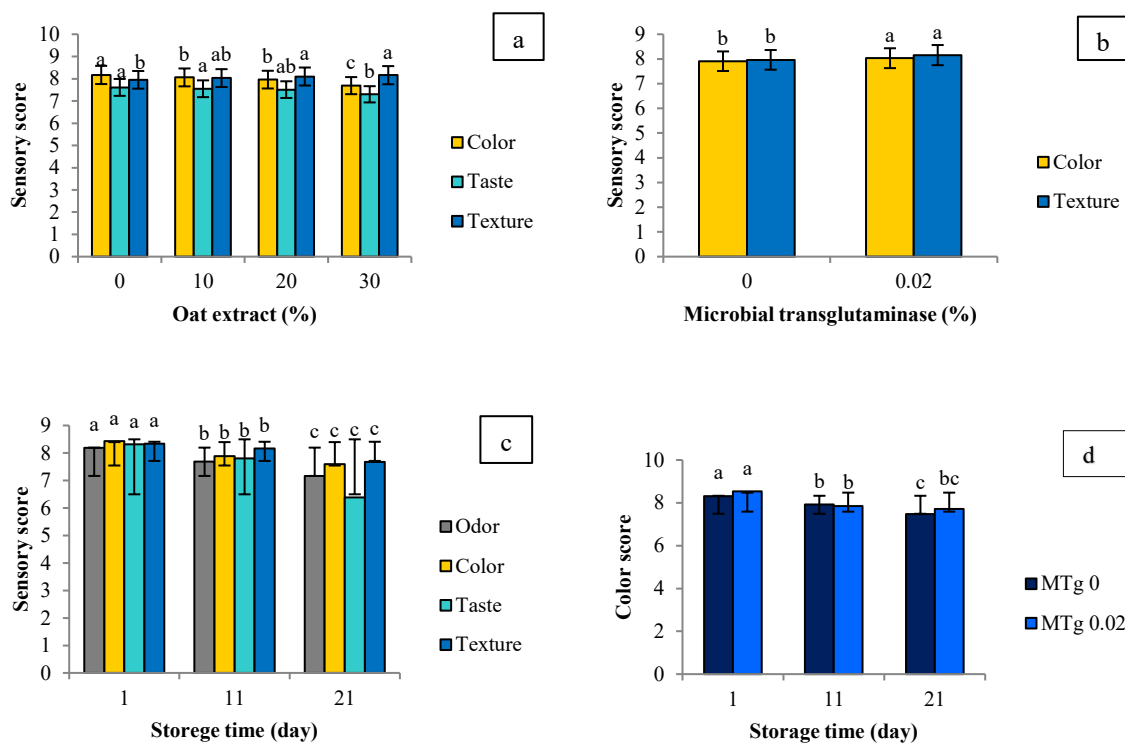 a
10
9
8
7
6
5
4
3
2
1
0
Sensory score
a a b
b a ab
b ab a
c b a
0 10 20 30
Oat extract (%)
Color
Taste
Texture
b
9
8
7
6
5
4
3
2
1
0
Sensory score
b b a a
0 0.02
Microbial transglutaminase (%)
Color
Texture
c
9
8
7
6
5
4
3
2
1
0
Sensory score
a a a a
b b b b
c c c c
1 11 21
Storege time (day)
Odor
Color
Taste
Texture
d
10
8
6
4
2
0
Color score
a a b b c bc
1 11 21
Storage time (day)
MTg 0
MTg 0.02